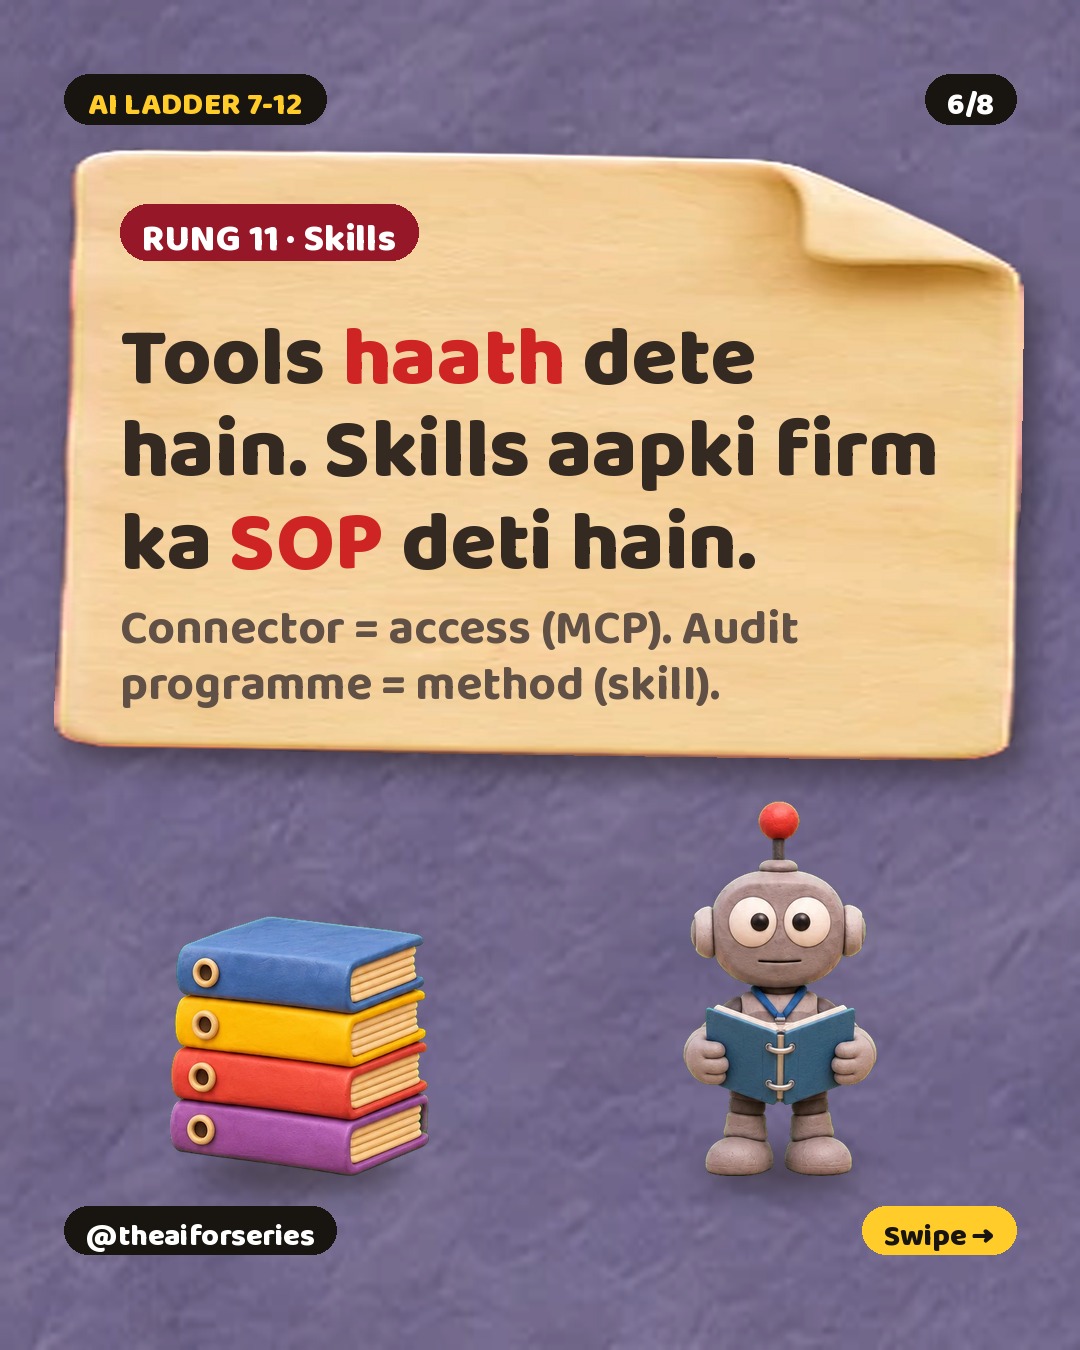 AI LADDER 7-12
6/8
RUNG 11 · Skills
Tools haath dete
hain. Skills aapki firm
ka SOP deti hain.
Connector = access (MCP). Audit
programme = method (skill).
@theaiforseries
Swipe →